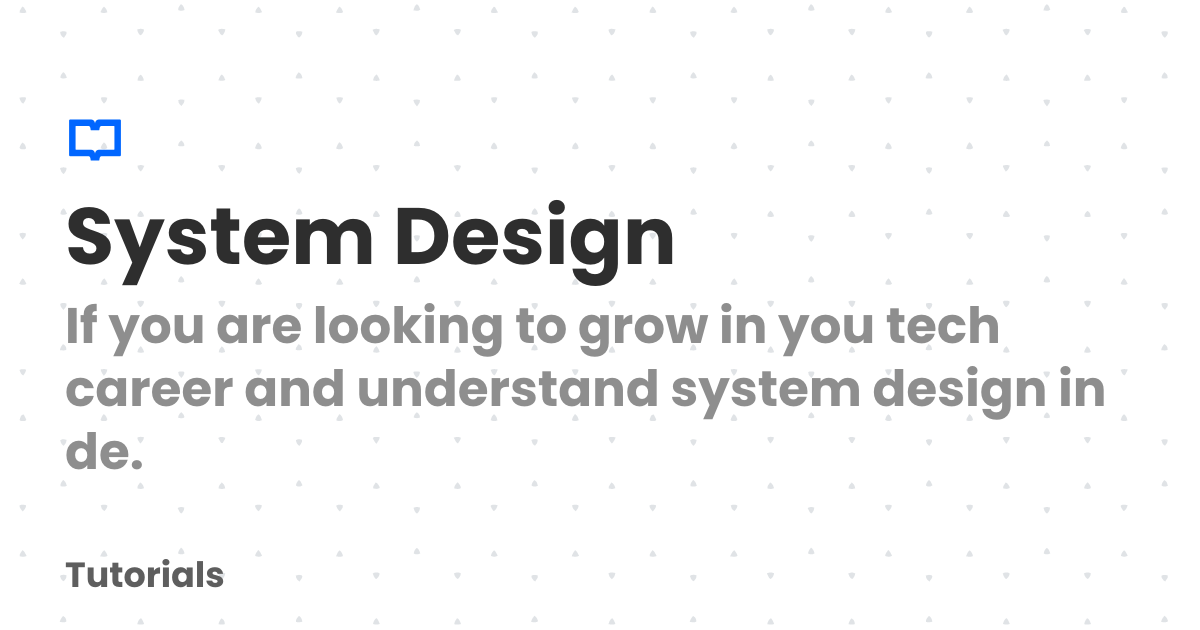 System Design
If you are looking to grow in you tech
career and understand system design in
de.
Tutorials